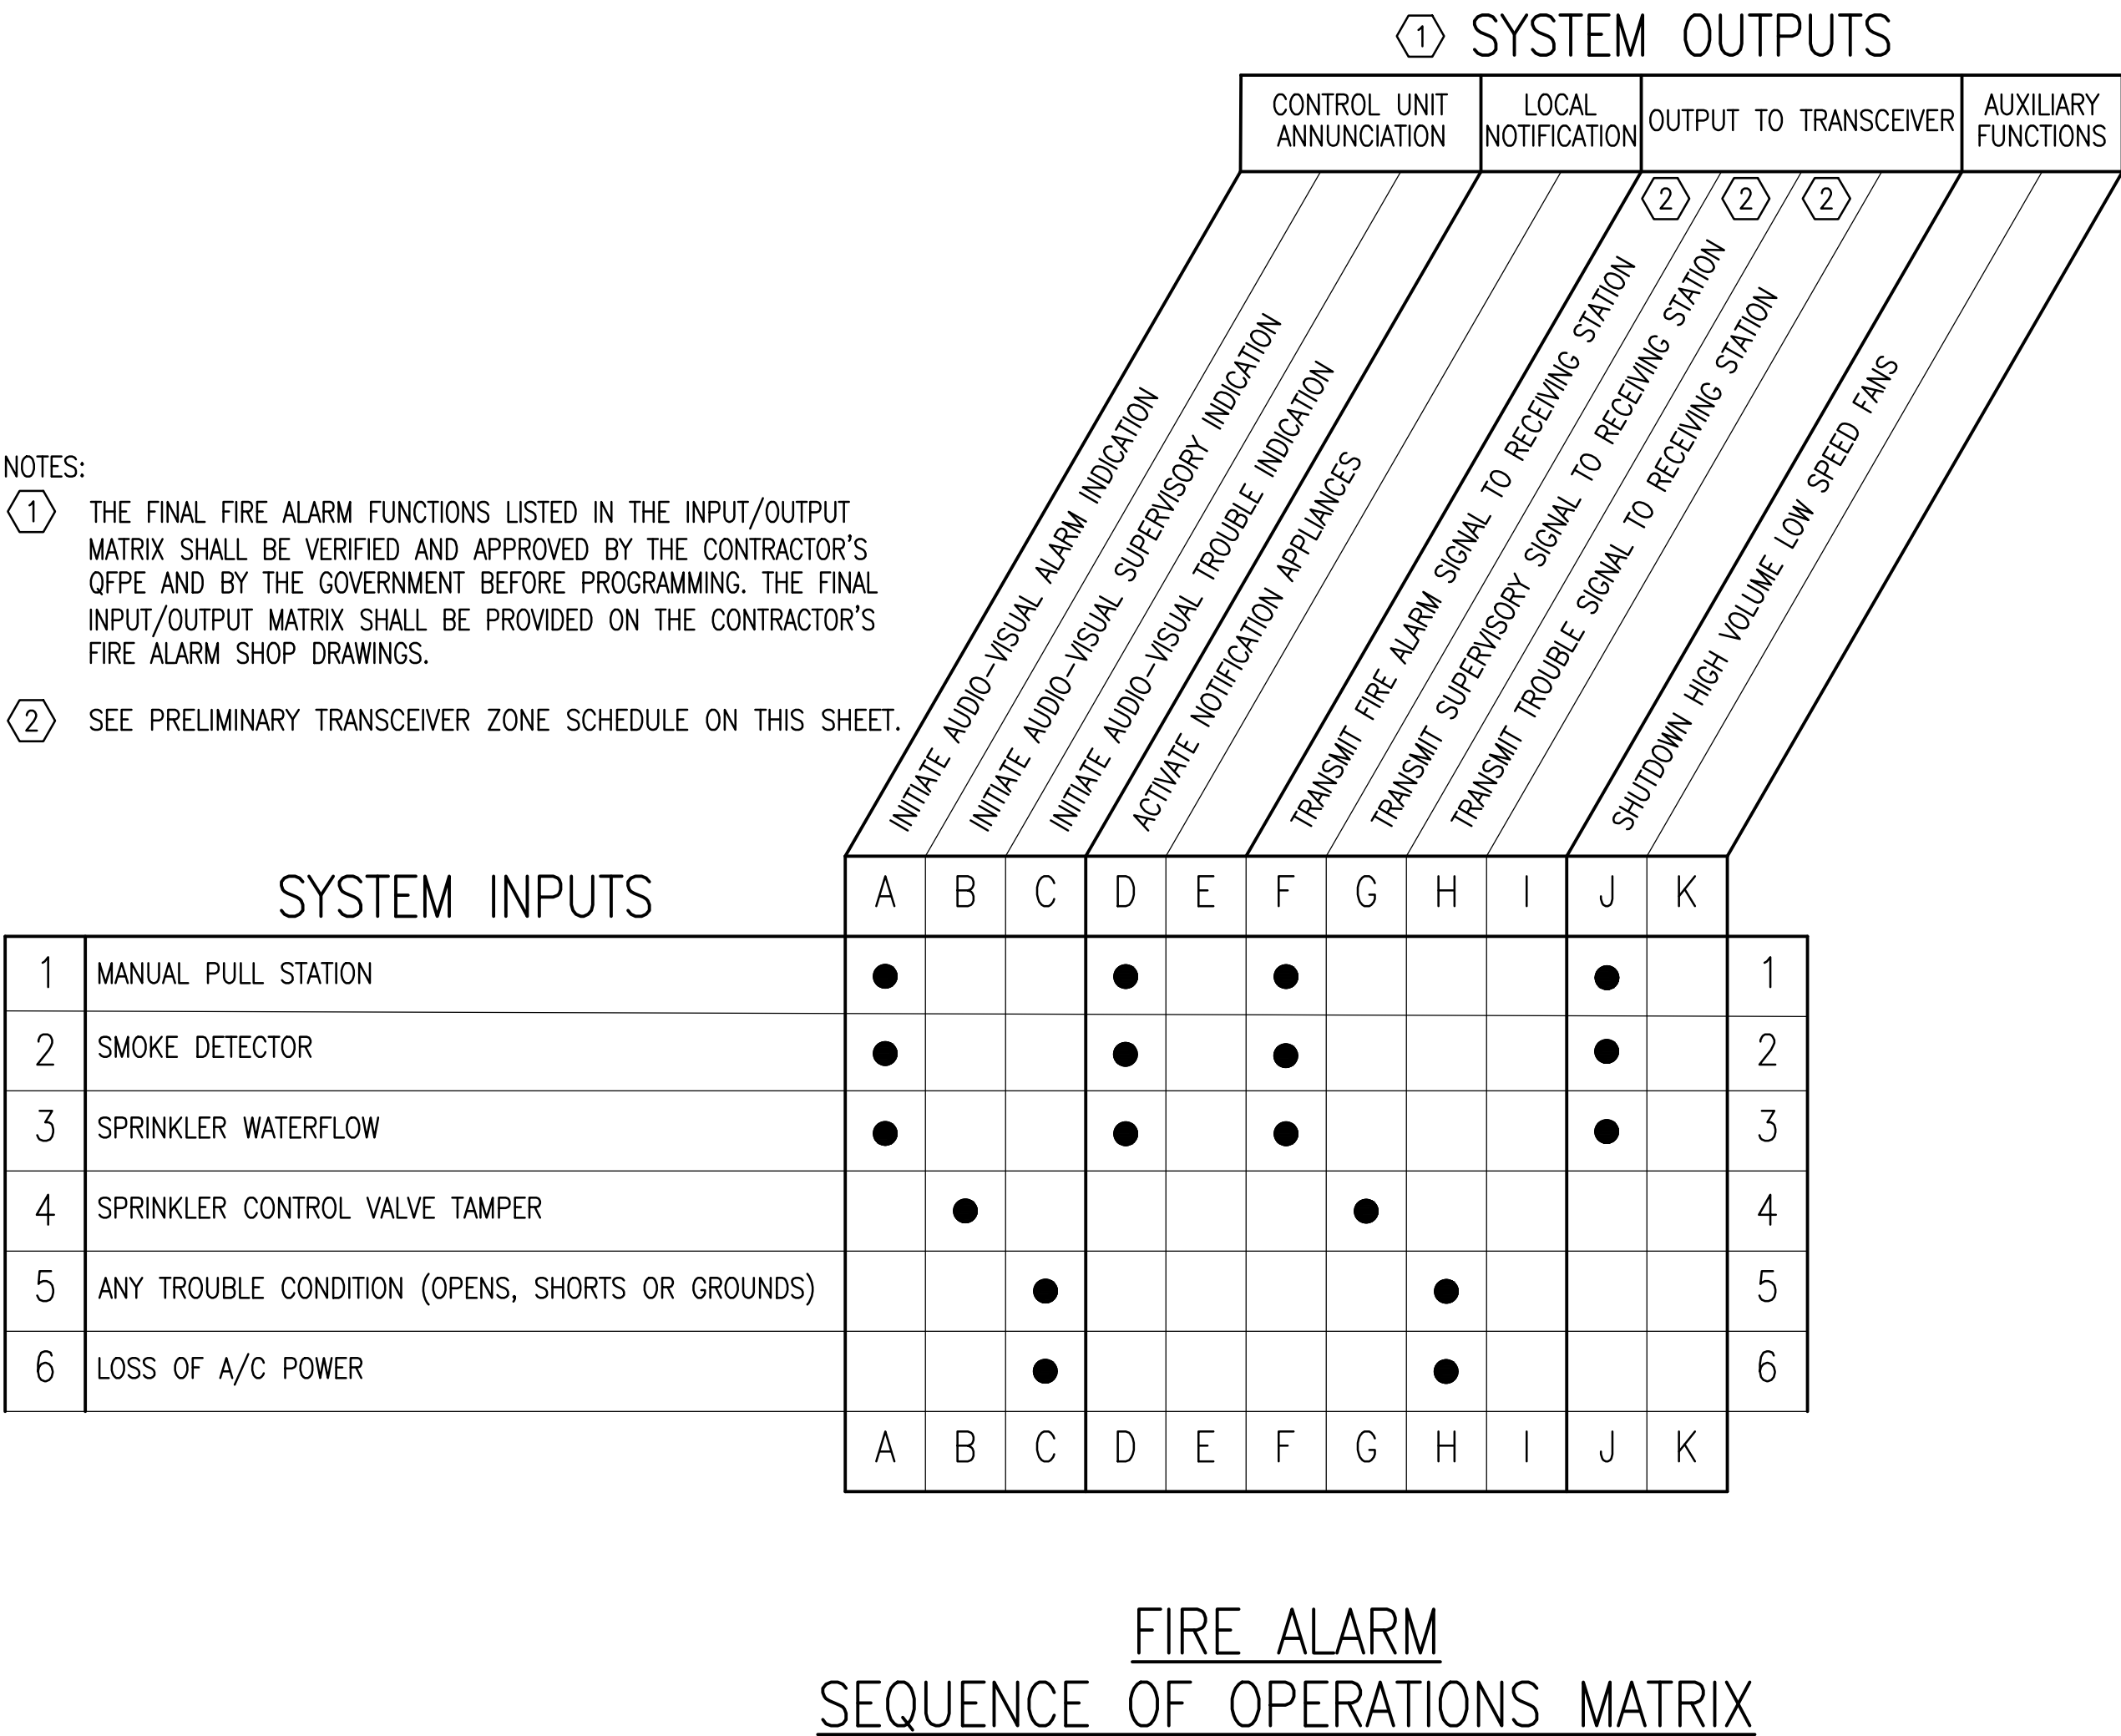 1 SYSTEM OUTPUTS
CONTROL UNIT
ANNUNCIATION
LOCAL
NOTIFICATION
OUTPUT TO TRANSCEIVER
AUXILIARY
FUNCTIONS
2 2 2
INITIATE AUDIO-VISUAL ALARM INDICATION
INITIATE AUDIO-VISUAL SUPERVISORY INDICATION
INITIATE AUDIO-VISUAL TROUBLE INDICATION
ACTIVATE NOTIFICATION APPLIANCES
TRANSMIT FIRE ALARM SIGNAL TO RECEIVING STATION
TRANSMIT SUPERVISORY SIGNAL TO RECEIVING STATION
TRANSMIT TROUBLE SIGNAL TO RECEIVING STATION
SHUTDOWN HIGH VOLUME LOW SPEED FANS
NOTES:
1 THE FINAL FIRE ALARM FUNCTIONS LISTED IN THE INPUT/OUTPUT
MATRIX SHALL BE VERIFIED AND APPROVED BY THE CONTRACTOR'S
QFPE AND BY THE GOVERNMENT BEFORE PROGRAMMING. THE FINAL
INPUT/OUTPUT MATRIX SHALL BE PROVIDED ON THE CONTRACTOR'S
FIRE ALARM SHOP DRAWINGS.
2 SEE PRELIMINARY TRANSCEIVER ZONE SCHEDULE ON THIS SHEET.
SYSTEM INPUTS
A B C D E F G H I J K
1 MANUAL PULL STATION 1
2 SMOKE DETECTOR 2
3 SPRINKLER WATERFLOW 3
4 SPRINKLER CONTROL VALVE TAMPER 4
5 ANY TROUBLE CONDITION (OPENS, SHORTS OR GROUNDS) 5
6 LOSS OF A/C POWER 6
A B C D E F G H I J K
FIRE ALARM
SEQUENCE OF OPERATIONS MATRIX